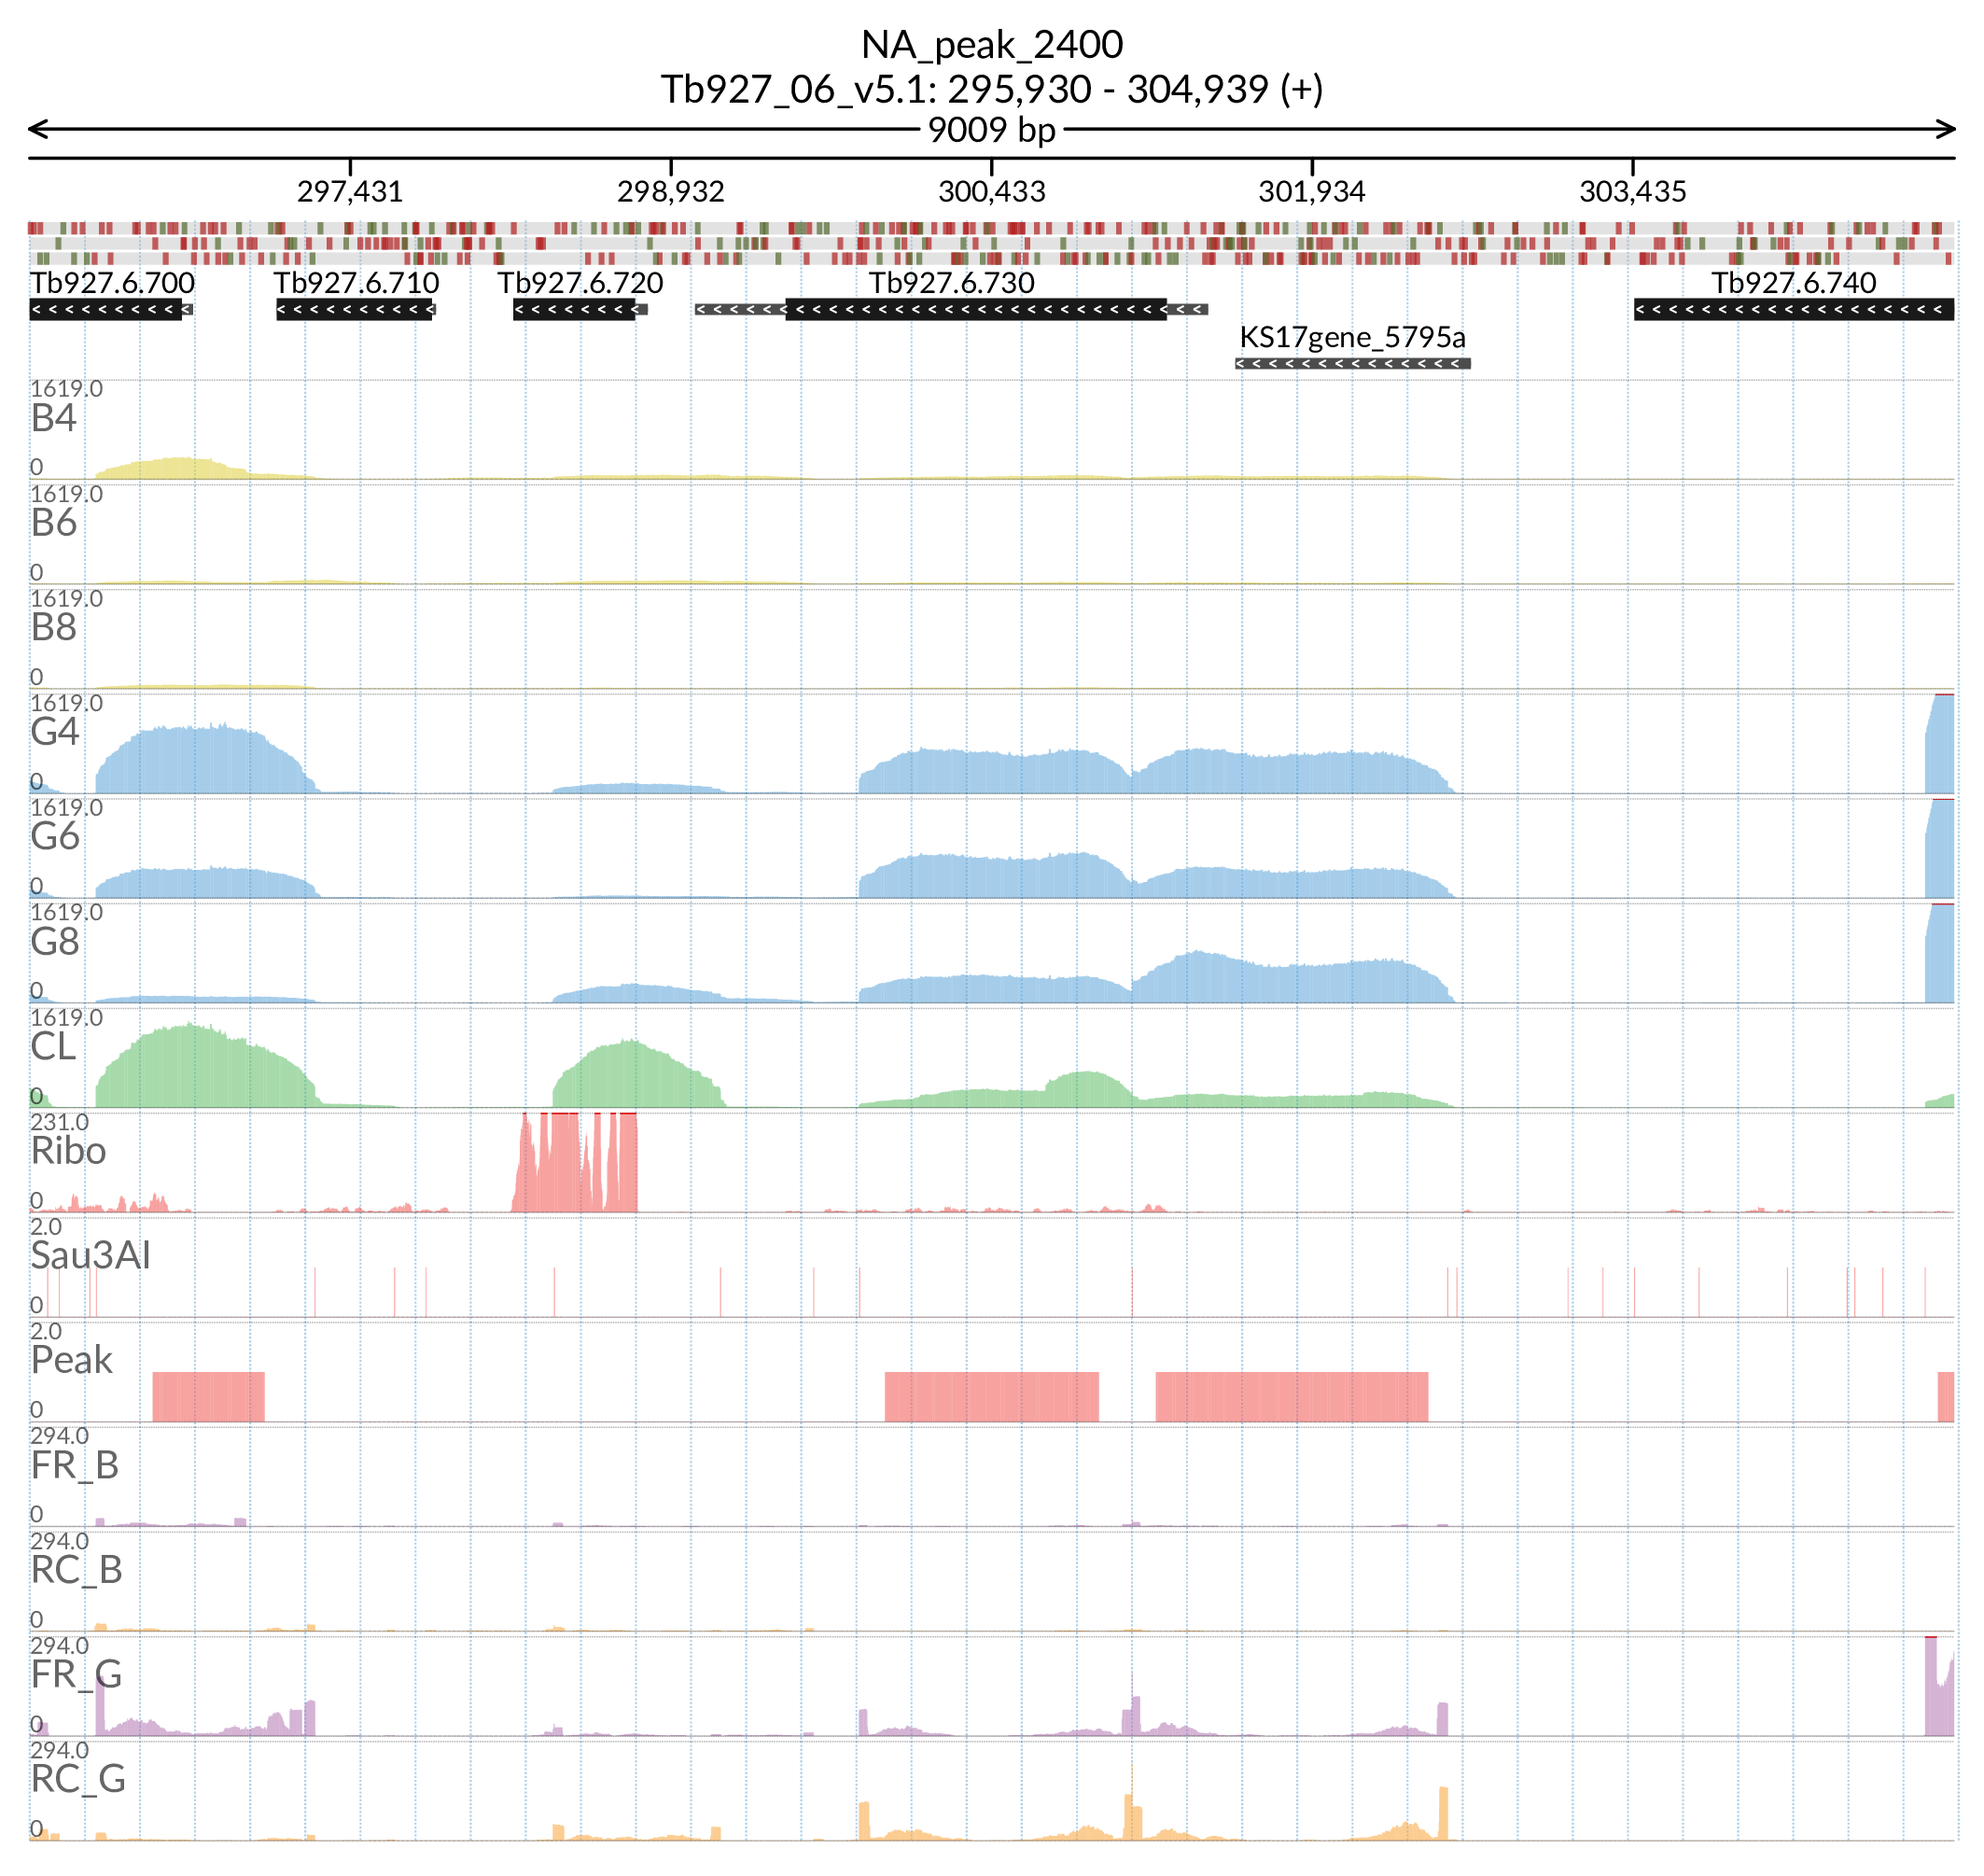 NA_peak_2400
Tb927_06_v5.1: 295,930 - 304,939 (+)
9009 bp
297,431 298,932 300,433 301,934 303,435
Tb927.6.700 Tb927.6.710 Tb927.6.720 Tb927.6.730 Tb927.6.740
KS17gene_5795a
1619.0
B4
0
1619.0
B6
0
1619.0
B8
0
1619.0
G4
0
1619.0
G6
0
1619.0
G8
0
1619.0
CL
0
231.0
Ribo
0
2.0
Sau3AI
0
2.0
Peak
0
294.0
FR_B
0
294.0
RC_B
0
294.0
FR_G
0
294.0
RC_G
0